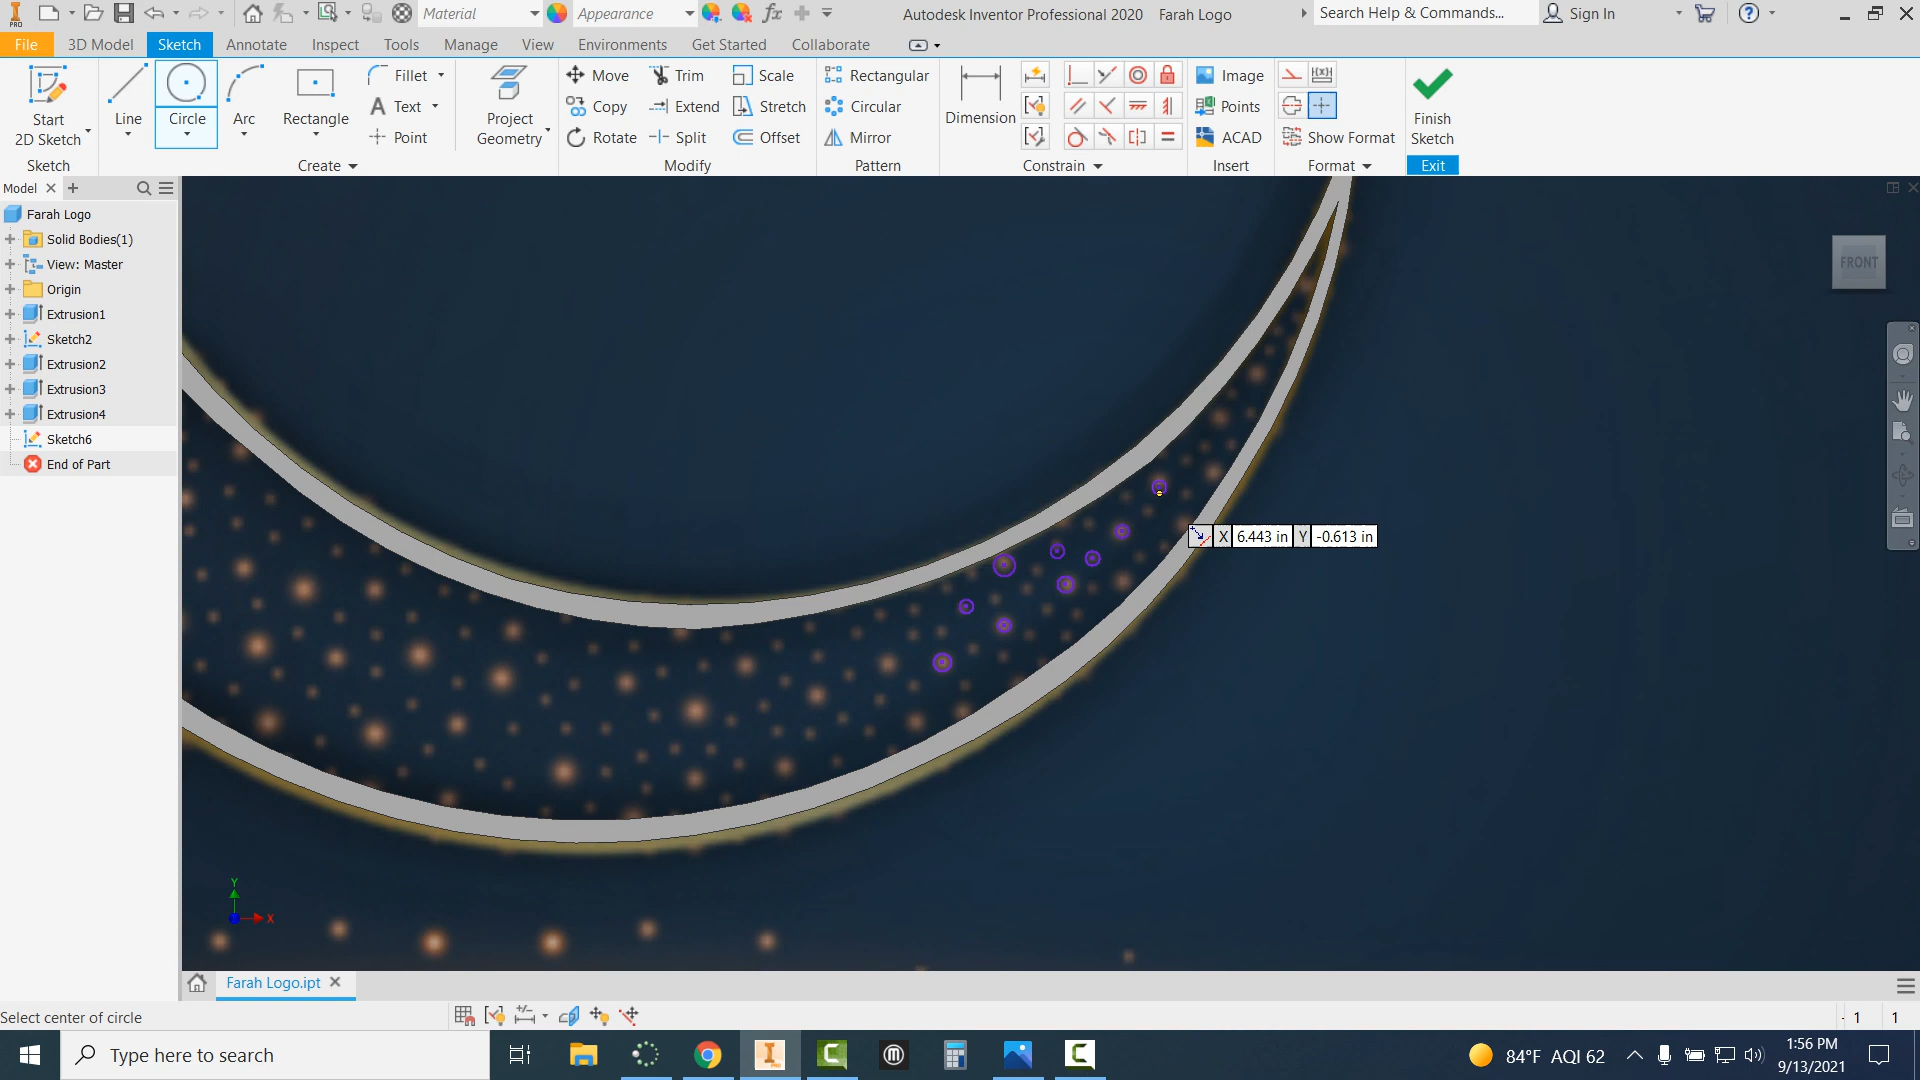 Material
Appearance
fx
Autodesk Inventor Professional 2020 Farah Logo
Search Help & Commands...
Sign In
PRO
File 3D Model Sketch Annotate Inspect Tools Manage View Environments Get Started Collaborate
Start
2D Sketch
Line
Circle
Arc
Rectangle
Fillet
Text
Point
Project
Geometry
Move
Copy
Rotate
Trim
Extend
Split
Scale
Stretch
Offset
Rectangular
Circular
Mirror
Dimension
Image
Points
ACAD
Show Format
Finish
Sketch
Sketch Create Modify Pattern Constrain Insert Format Exit
Model
Farah Logo
Solid Bodies(1)
View: Master
Origin
Extrusion1
Sketch2
Extrusion2
Extrusion3
Extrusion4
Sketch6
End of Part
FRONT
X 6.443 in Y -0.613 in
Y
X
Farah Logo.ipt
Select center of circle
1 1
Type here to search
84°F AQI 62
1:56 PM
9/13/2021